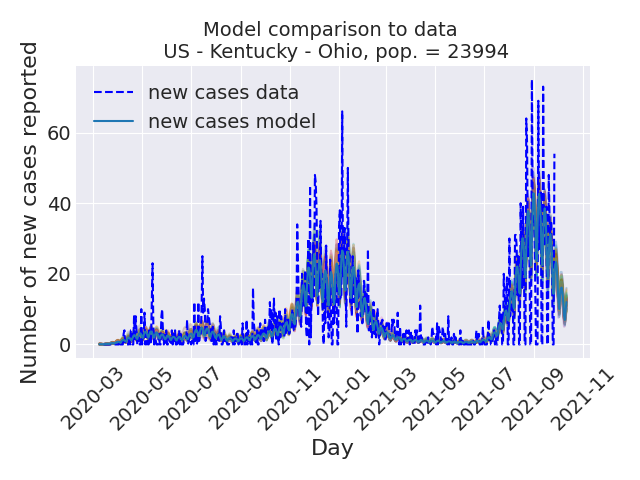 Model comparison to data
US - Kentucky - Ohio, pop. = 23994
Number of new cases reported
new cases data
new cases model
60
40
20
0
2020-03
2020-05
2020-07
2020-09
2020-11
2021-01
2021-03
2021-05
2021-07
2021-09
2021-11
Day